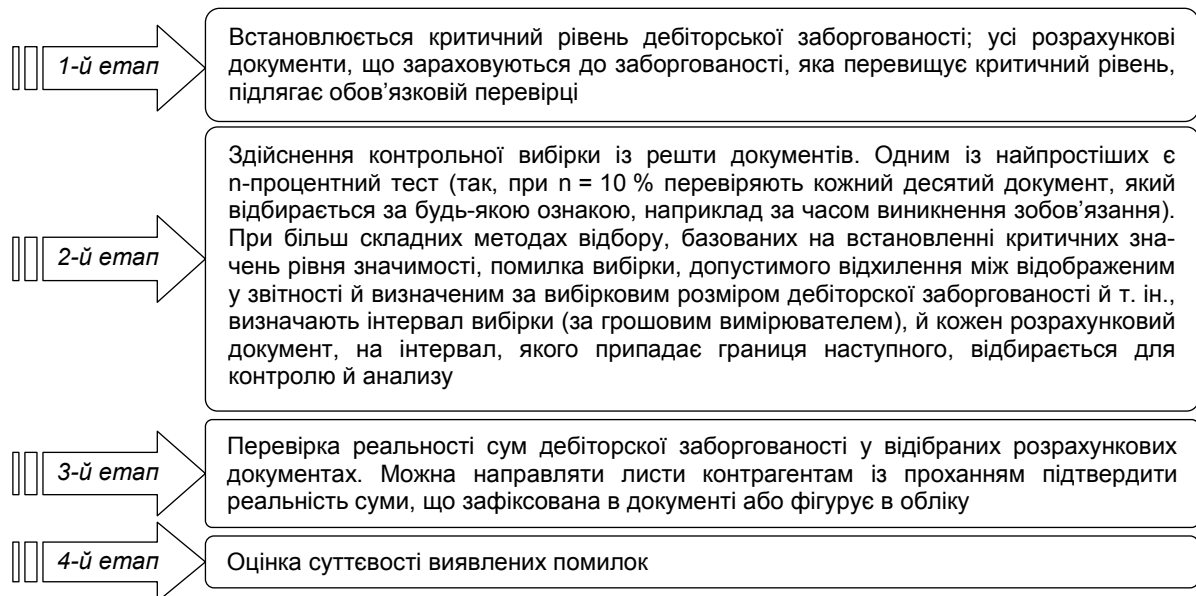 1-й етап
Встановлюється критичний рівень дебіторської заборгованості; усі розрахункові
документи, що зараховуються до заборгованості, яка перевищує критичний рівень,
підлягає обов’язковій перевірці
2-й етап
Здійснення контрольної вибірки із решти документів. Одним із найпростіших є
n-процентний тест (так, при n = 10 % перевіряють кожний десятий документ, який
відбирається за будь-якою ознакою, наприклад за часом виникнення зобов’язання).
При більш складних методах відбору, базованих на встановленні критичних зна-
чень рівня значимості, помилка вибірки, допустимого відхилення між відображеним
у звітності й визначеним за вибірковим розміром дебіторскої заборгованості й т. ін.,
визначають інтервал вибірки (за грошовим вимірювателем), й кожен розрахунковий
документ, на інтервал, якого припадає границя наступного, відбирається для
контролю й анализу
3-й етап
Перевірка реальності сум дебіторскої заборгованості у відібраних розрахункових
документах. Можна направляти листи контрагентам із проханням підтвердити
реальність суми, що зафіксована в документі або фігурує в обліку
4-й етап
Оцінка суттєвості виявлених помилок